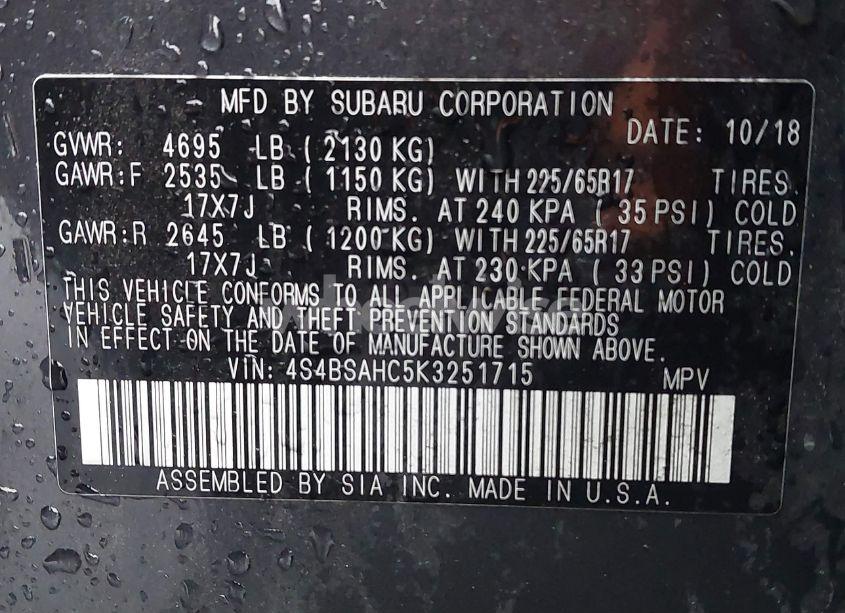 MFD BY SUBARU CORPORATION
DATE: 10/18
GVWR: 4695 LB ( 2130 KG)
GAWR:F 2535 LB ( 1150 KG) WITH 225/65R17 TIRES.
17X7J RIMS. AT 240 KPA ( 35 PSI) COLD
GAWR:R 2645 LB ( 1200 KG) WITH 225/65R17 TIRES.
17X7J RIMS. AT 230 KPA ( 33 PSI) COLD
THIS VEHICLE CONFORMS TO ALL APPLICABLE FEDERAL MOTOR
VEHICLE SAFETY AND THEFT PREVENTION STANDARDS
IN EFFECT ON THE DATE OF MANUFACTURE SHOWN ABOVE.
VIN: 4S4BSAHC5K3251715 MPV
ASSEMBLED BY SIA INC. MADE IN U.S.A.